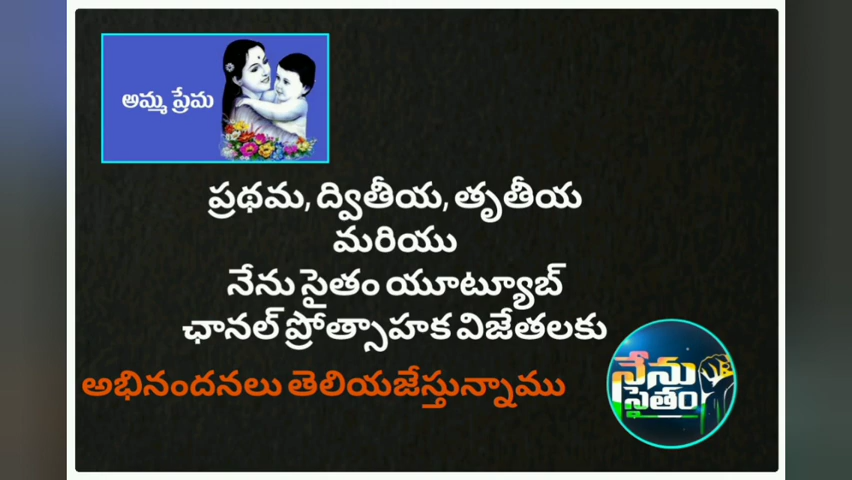 అమ్మ ప్రేమ
ప్రథమ, ద్వితీయ, తృతీయ
మరియు
నేను సైతం యూట్యూబ్
ఛానల్ ప్రోత్సాహక విజేతలకు
అభినందనలు తెలియజేస్తున్నాము
నేను
సైతం